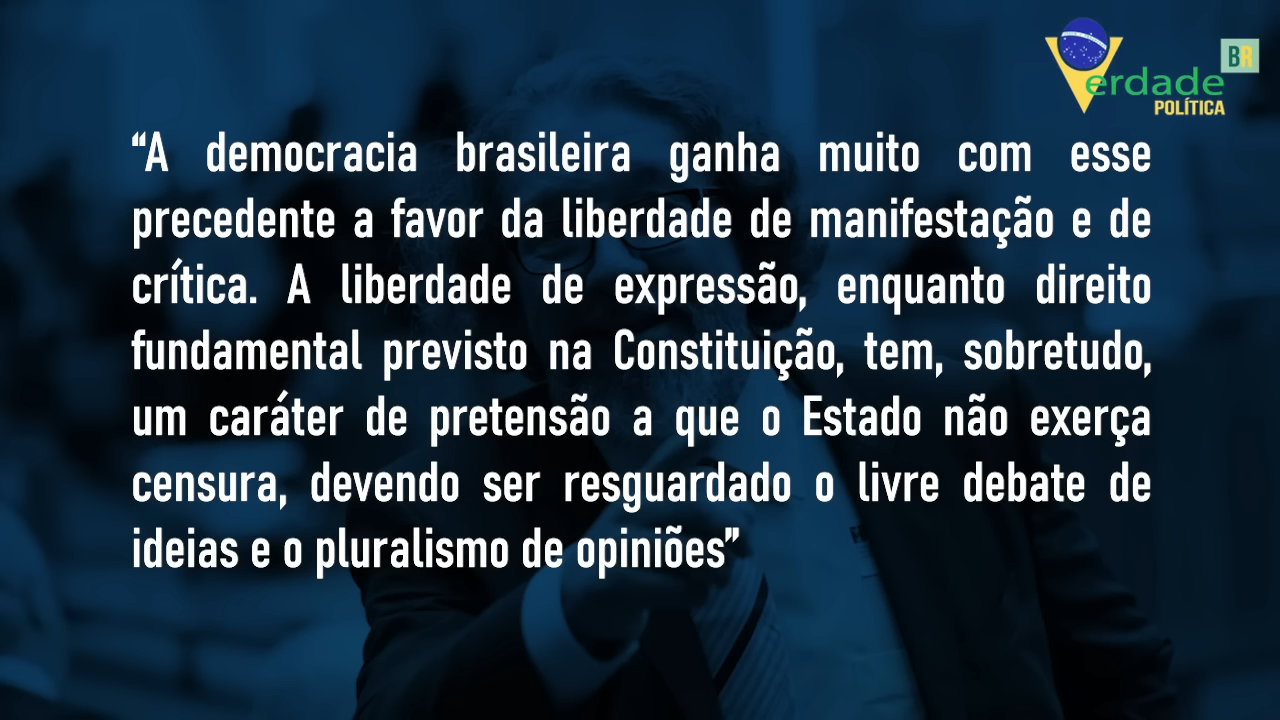 Verdade
BR
POLÍTICA
“A democracia brasileira ganha muito com esse
precedente a favor da liberdade de manifestação e de
crítica. A liberdade de expressão, enquanto direito
fundamental previsto na Constituição, tem, sobretudo,
um caráter de pretensão a que o Estado não exerça
censura, devendo ser resguardado o livre debate de
ideias e o pluralismo de opiniões”